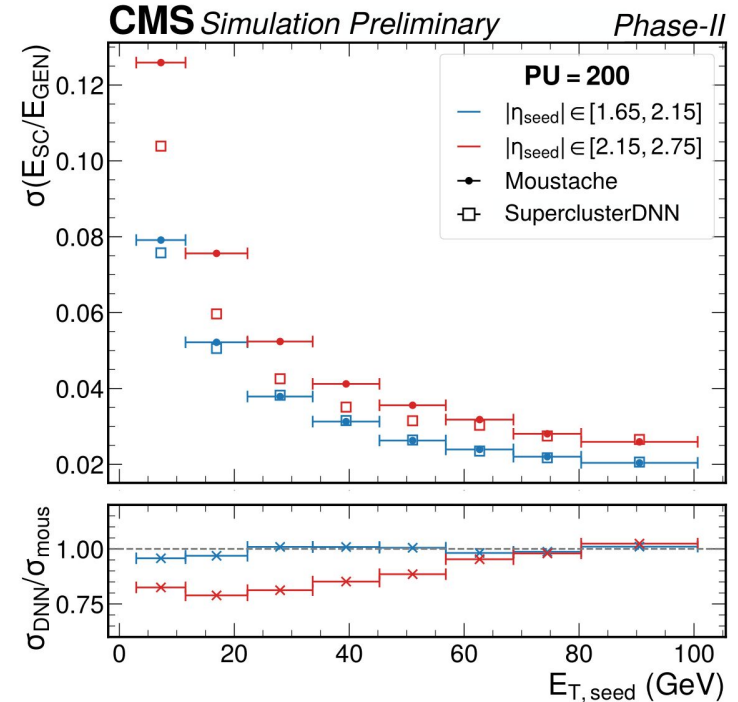 CMS Simulation Preliminary Phase-II
PU = 200
|η_seed| ∈ [1.65, 2.15]
|η_seed| ∈ [2.15, 2.75]
Moustache
SuperclusterDNN
σ(E_SC/E_GEN)
0.12
0.10
0.08
0.06
0.04
0.02
σ_DNN/σ_mous
1.00
0.75
0 20 40 60 80 100
E_T, seed (GeV)